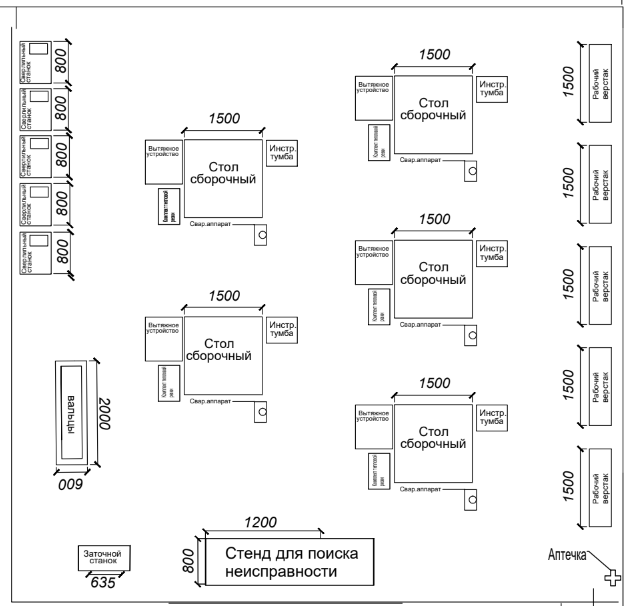 Сверлильный
станок
800
Сверлильный
станок
800
Сверлильный
станок
800
Сверлильный
станок
800
Сверлильный
станок
800
вальцы
2000
600
Заточной
станок
635
1500
Вытяжное
устройство
Стол
сборочный
Инстр.
тумба
Свар.аппарат
1500
Вытяжное
устройство
Стол
сборочный
Инстр.
тумба
Свар.аппарат
1200
800
Стенд для поиска
неисправности
1500
Вытяжное
устройство
Стол
сборочный
Инстр.
тумба
Свар.аппарат
1500
Вытяжное
устройство
Стол
сборочный
Инстр.
тумба
Свар.аппарат
1500
Вытяжное
устройство
Стол
сборочный
Инстр.
тумба
Свар.аппарат
1500
Рабочий
верстак
1500
Рабочий
верстак
1500
Рабочий
верстак
1500
Рабочий
верстак
1500
Рабочий
верстак
Аптечка